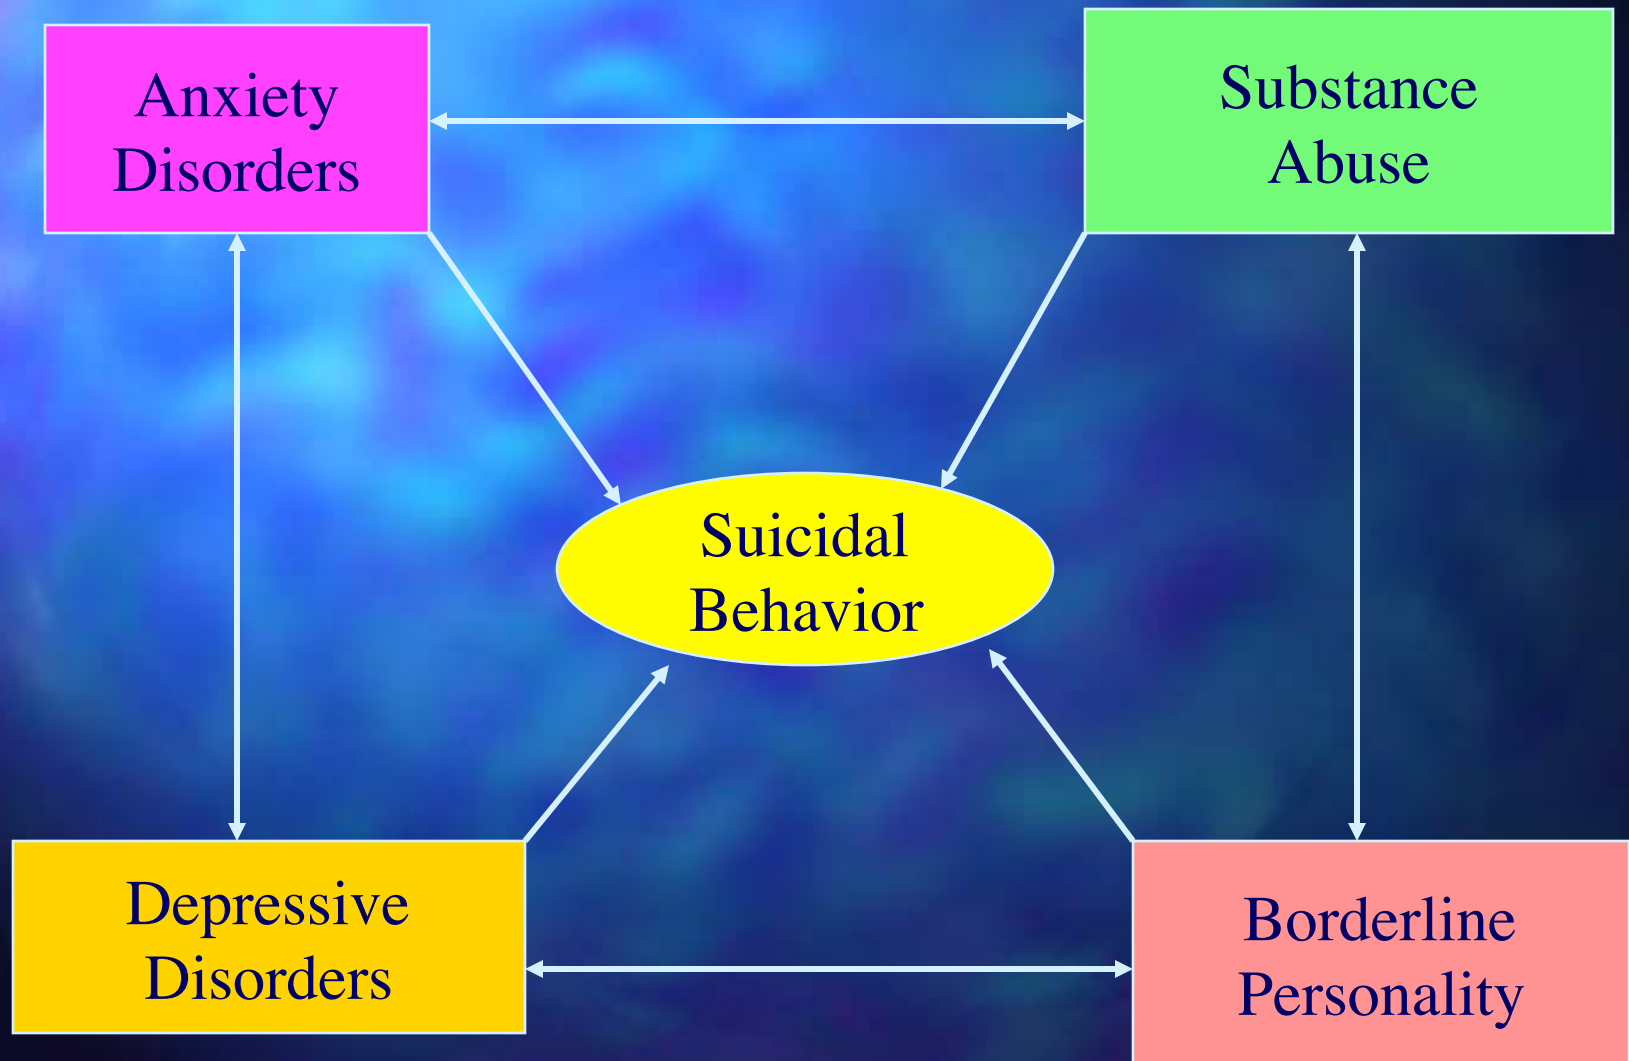 Anxiety
Disorders
Substance
Abuse
Suicidal
Behavior
Depressive
Disorders
Borderline
Personality